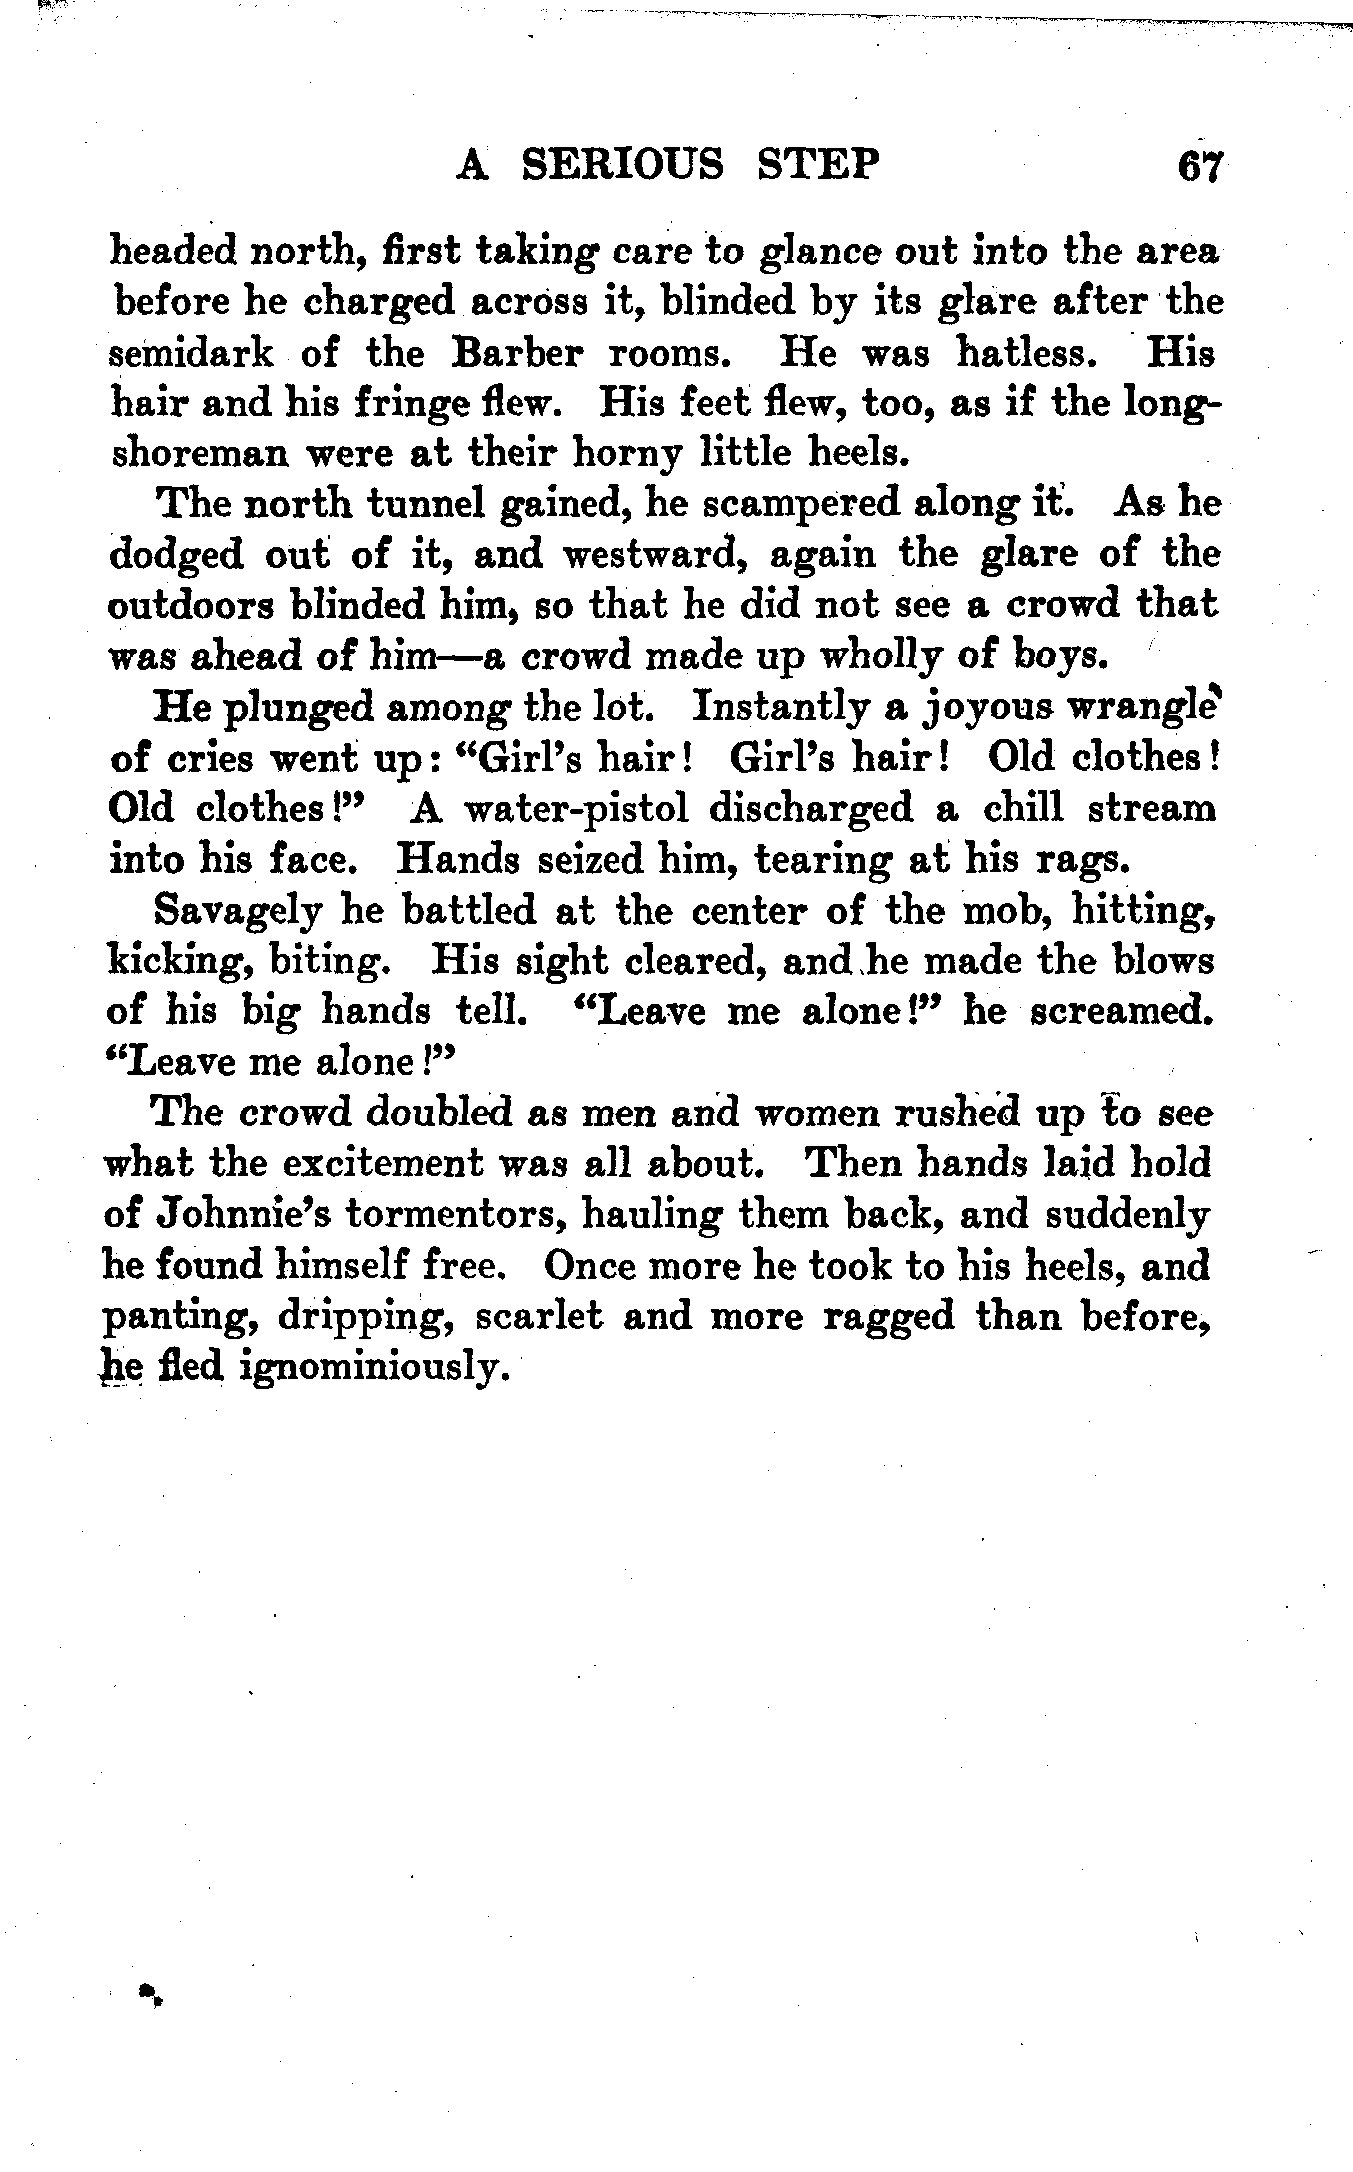 A SERIOUS STEP 67
headed north, first taking care to glance out into the area
before he charged across it, blinded by its glare after the
semidark of the Barber rooms. He was hatless. His
hair and his fringe flew. His feet flew, too, as if the long-
shoreman were at their horny little heels.
The north tunnel gained, he scampered along it. As he
dodged out of it, and westward, again the glare of the
outdoors blinded him, so that he did not see a crowd that
was ahead of him—a crowd made up wholly of boys.
He plunged among the lot. Instantly a joyous wrangle
of cries went up: “Girl’s hair! Girl’s hair! Old clothes!
Old clothes!” A water-pistol discharged a chill stream
into his face. Hands seized him, tearing at his rags.
Savagely he battled at the center of the mob, hitting,
kicking, biting. His sight cleared, and he made the blows
of his big hands tell. “Leave me alone!” he screamed.
“Leave me alone!”
The crowd doubled as men and women rushed up to see
what the excitement was all about. Then hands laid hold
of Johnnie’s tormentors, hauling them back, and suddenly
he found himself free. Once more he took to his heels, and
panting, dripping, scarlet and more ragged than before,
he fled ignominiously.